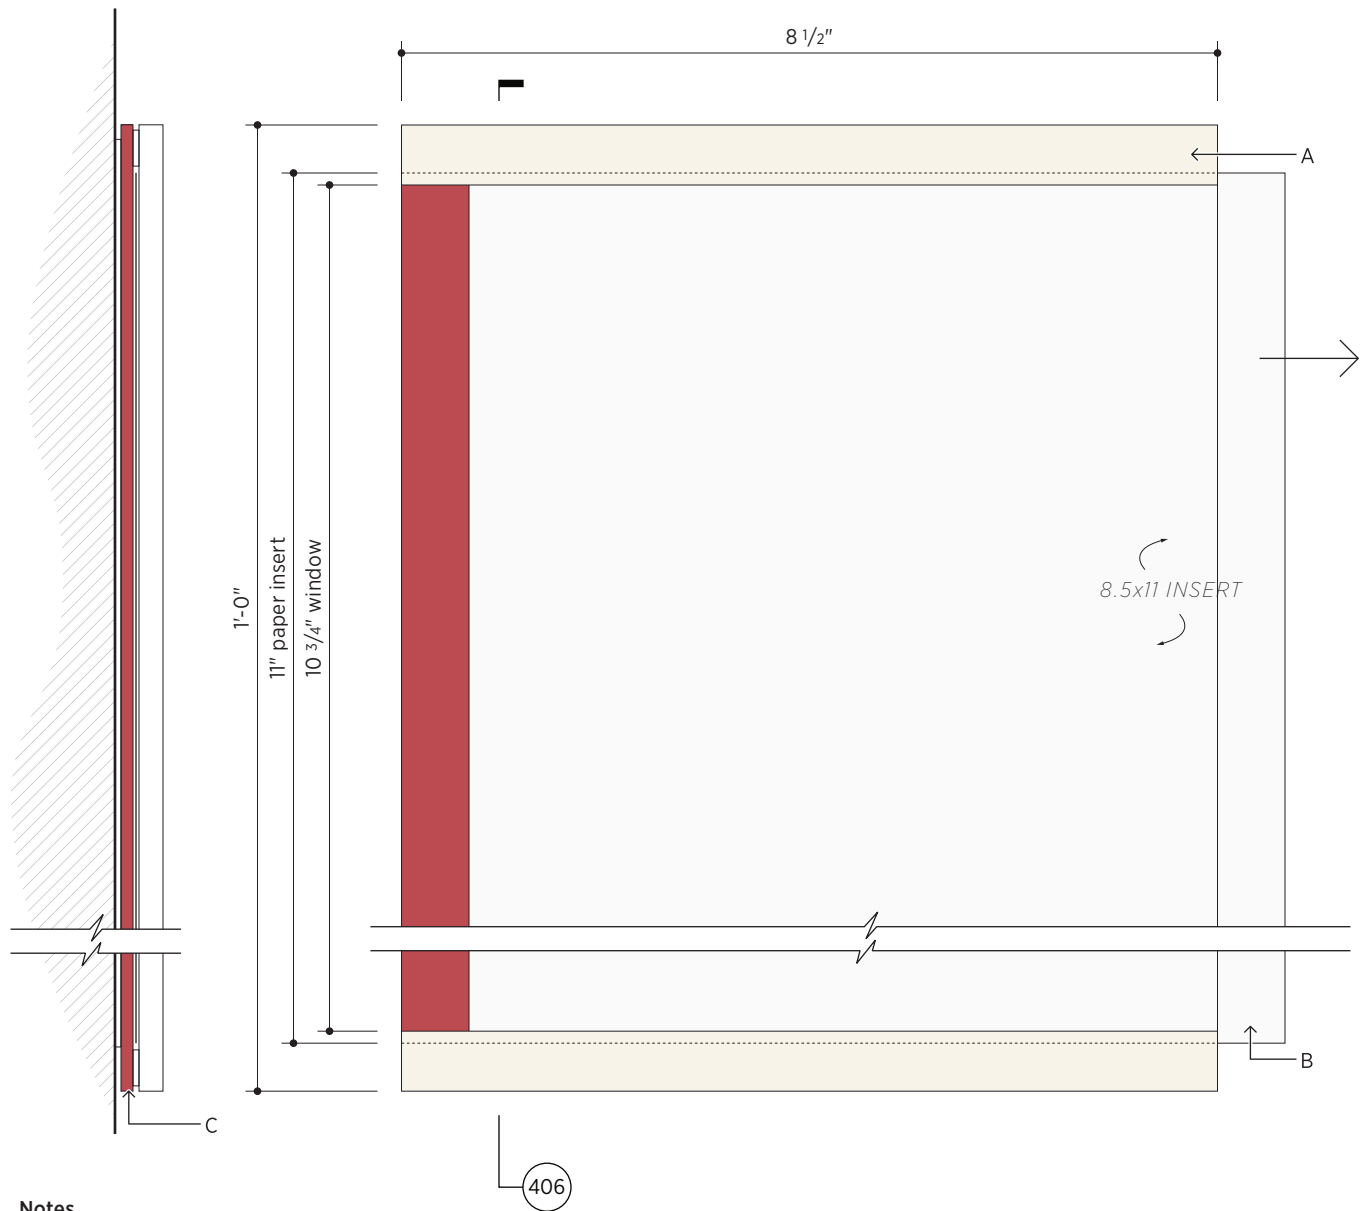 8 1/2"
A
1'-0"
11" paper insert
10 3/4" window
8.5x11 INSERT
B
C
406
Notes